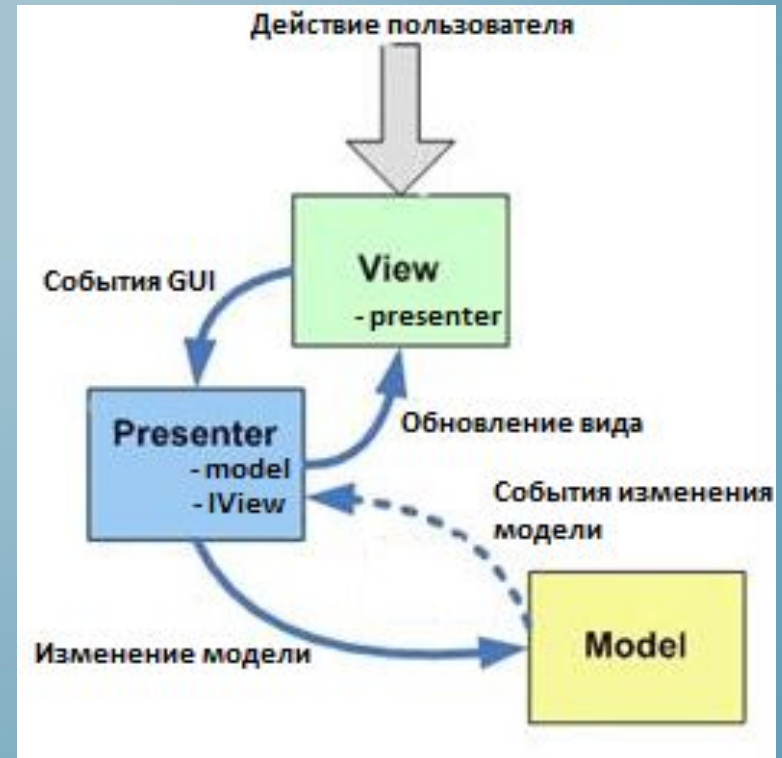 Действие пользователя
View
- presenter
События GUI
Presenter
- model
- IView
Обновление вида
События изменения
модели
Изменение модели
Model